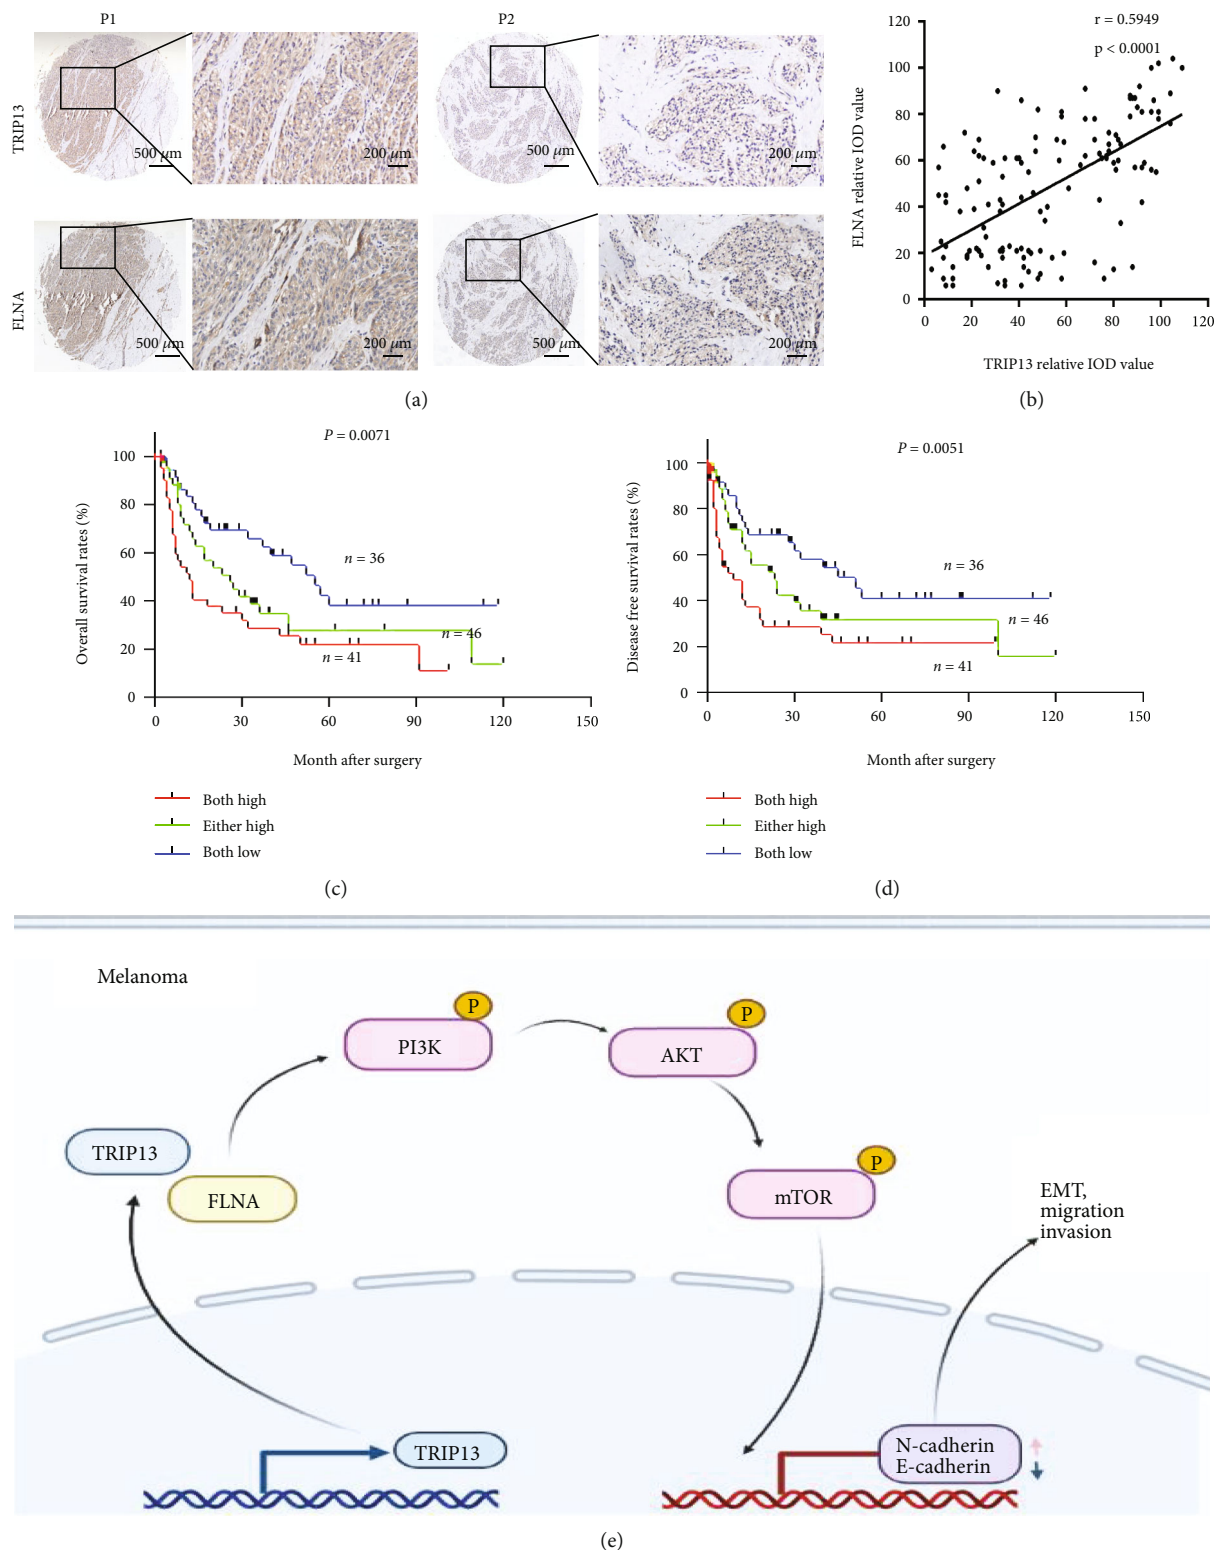 P1
P2
TRIP13
500 µm
200 µm
500 µm
200 µm
FLNA
500 µm
200 µm
500 µm
200 µm
(a)
r = 0.5949
p < 0.0001
FLNA relative IOD value
120
100
80
60
40
20
0
0
20
40
60
80
100
120
TRIP13 relative IOD value
(b)
P = 0.0071
Overall survival rates (%)
100
80
60
40
20
0
n = 36
n = 46
n = 41
0
30
60
90
120
150
Month after surgery
Both high
Either high
Both low
(c)
P = 0.0051
Disease free survival rates (%)
100
80
60
40
20
0
n = 36
n = 46
n = 41
0
30
60
90
120
150
Month after surgery
Both high
Either high
Both low
(d)
Melanoma
P
PI3K
P
AKT
TRIP13
FLNA
P
mTOR
EMT,
migration
invasion
TRIP13
N-cadherin
E-cadherin
(e)